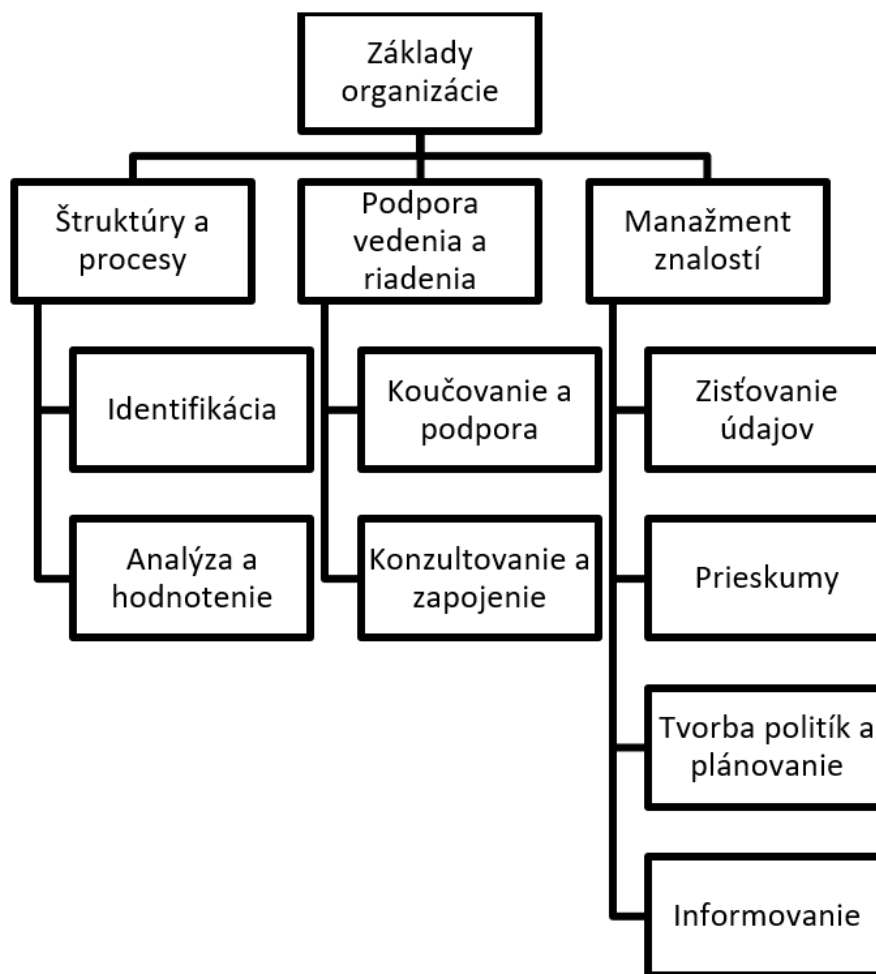 Základy
organizácie
Štruktúry a
procesy
Podpora
vedenia a
riadenia
Manažment
znalostí
Identifikácia
Analýza a
hodnotenie
Koučovanie a
podpora
Konzultovanie a
zapojenie
Zisťovanie
údajov
Prieskumy
Tvorba politík a
plánovanie
Informovanie